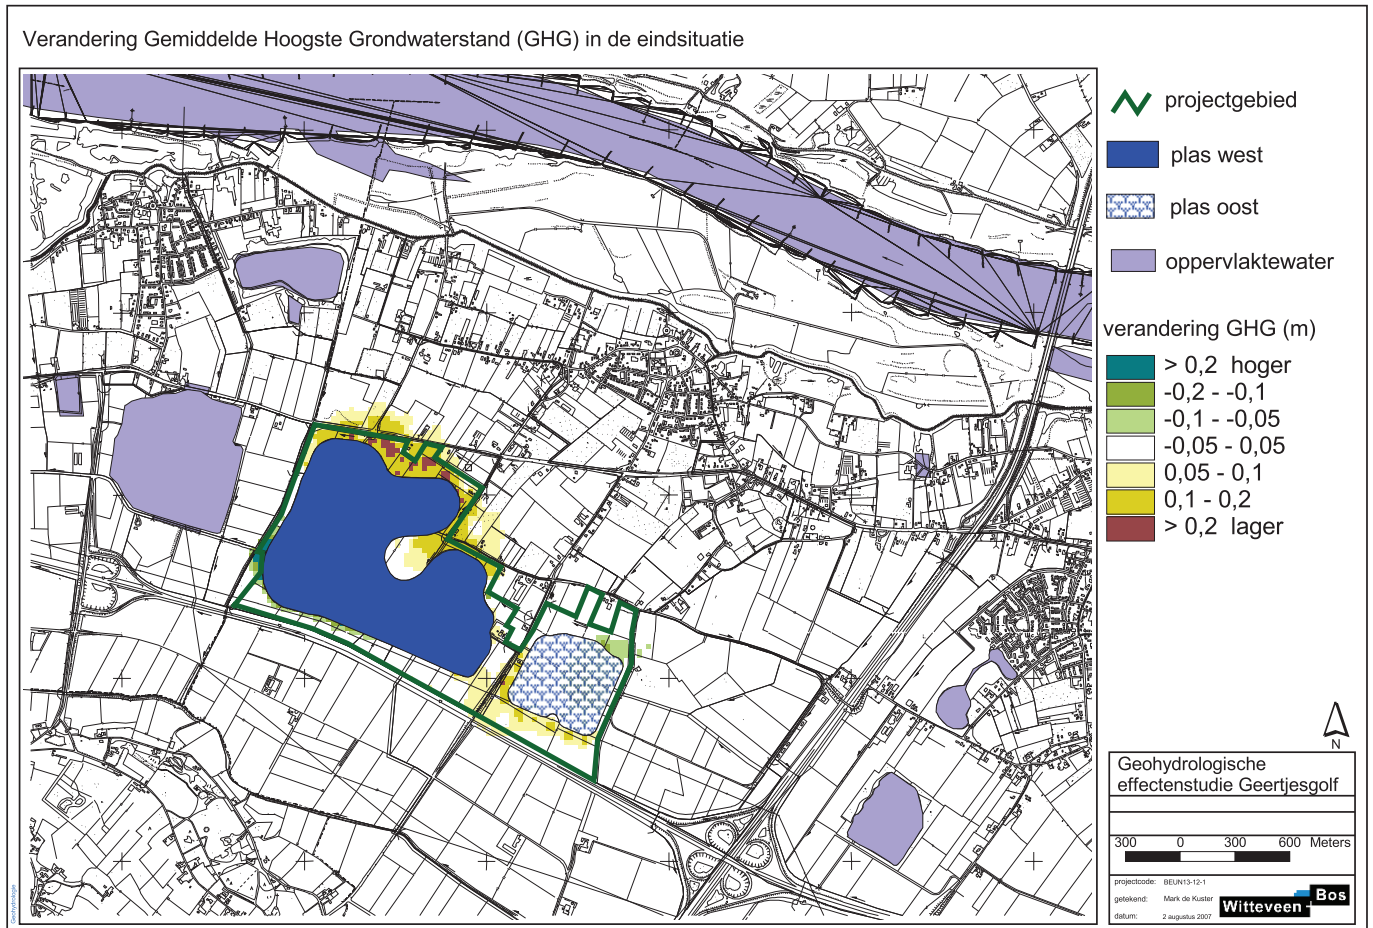 Verandering Gemiddelde Hoogste Grondwaterstand (GHG) in de eindsituatie
projectgebied
plas west
plas oost
oppervlaktewater
verandering GHG (m)
> 0,2 hoger
-0,2 - -0,1
-0,1 - -0,05
-0,05 - 0,05
0,05 - 0,1
0,1 - 0,2
> 0,2 lager
N
Geohydrologische
effectenstudie Geertjesgolf
300 0 300 600 Meters
projectcode: BEUN13-12-1
getekend: Mark de Kuster
datum: 2 augustus 2007
Witteveen Bos
Geohydrologie